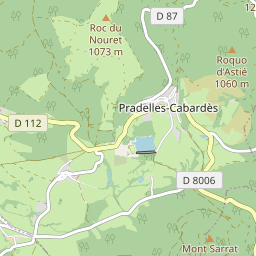 D 87
Roc du
Nouret
1073 m
Roquo
d'Astié
1060 m
Pradelles-Cabardès
D 112
D 8006
Mont Sarrat